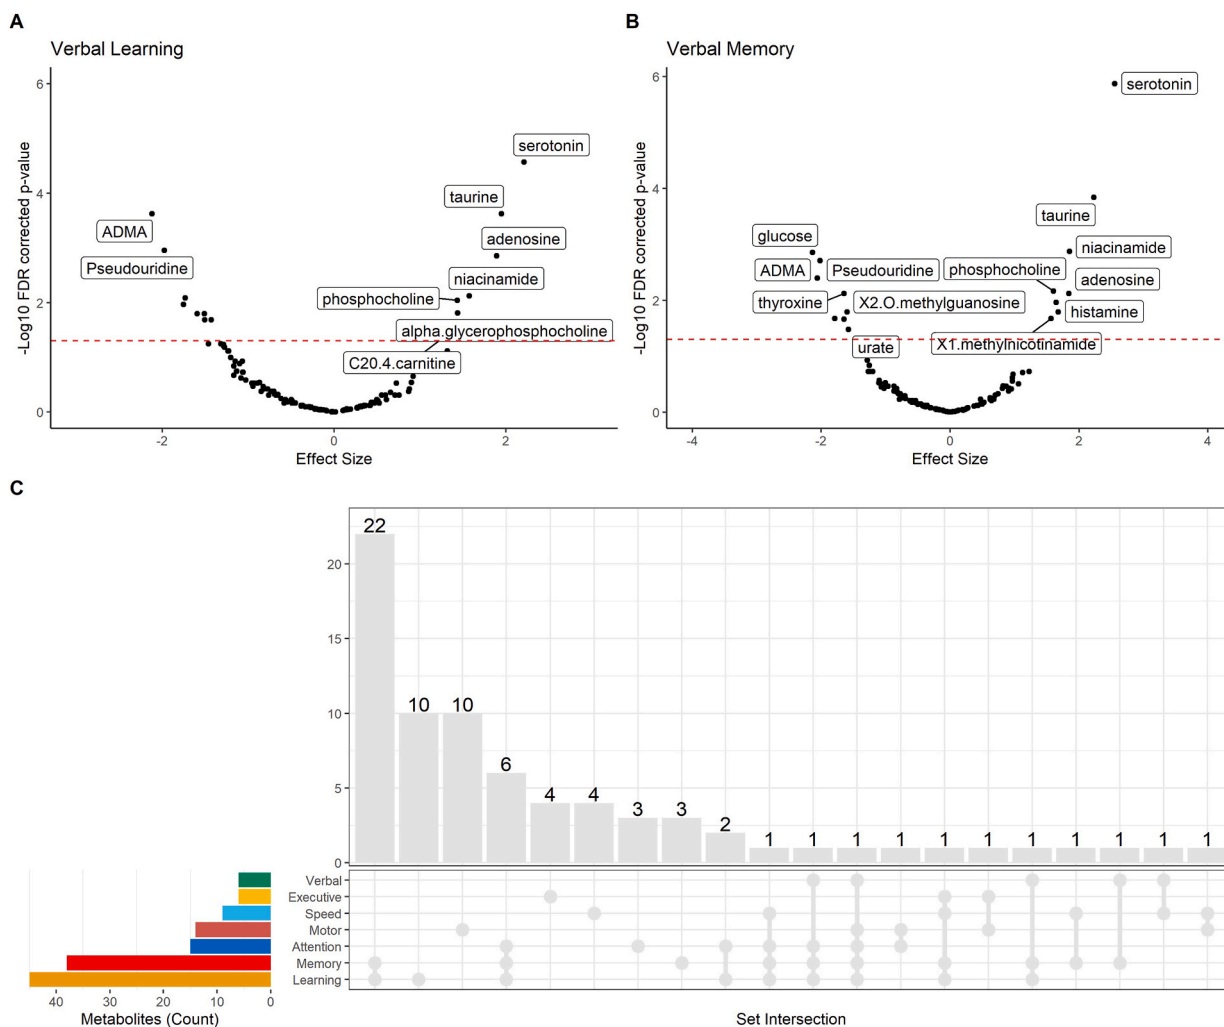 A
Verbal Learning
-Log10 FDR corrected p-value
6
4
2
0
serotonin
taurine
ADMA
adenosine
Pseudouridine
niacinamide
phosphocholine
alpha.glycerophosphocholine
C20.4.carnitine
-2
0
2
Effect Size
B
Verbal Memory
-Log10 FDR corrected p-value
6
4
2
0
serotonin
taurine
glucose
niacinamide
ADMA
Pseudouridine
phosphocholine
adenosine
thyroxine
X2.O.methylguanosine
histamine
urate
X1.methylnicotinamide
-4
-2
0
2
4
Effect Size
C
22
10
10
6
4
4
3
3
2
1
1
1
1
1
1
1
1
1
1
1
20
15
10
5
0
Verbal
Executive
Speed
Motor
Attention
Memory
Learning
40
30
20
10
0
Metabolites (Count)
Set Intersection